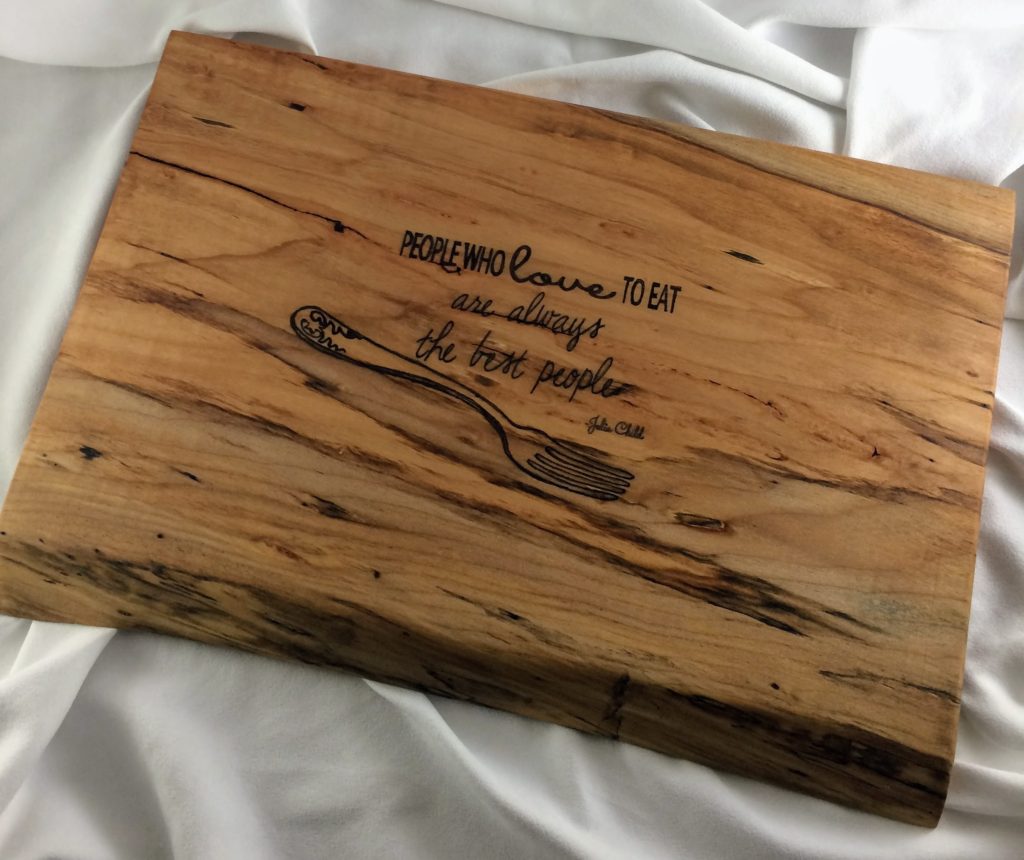 PEOPLE WHO love TO EAT
are always
the best people
-Julia Child